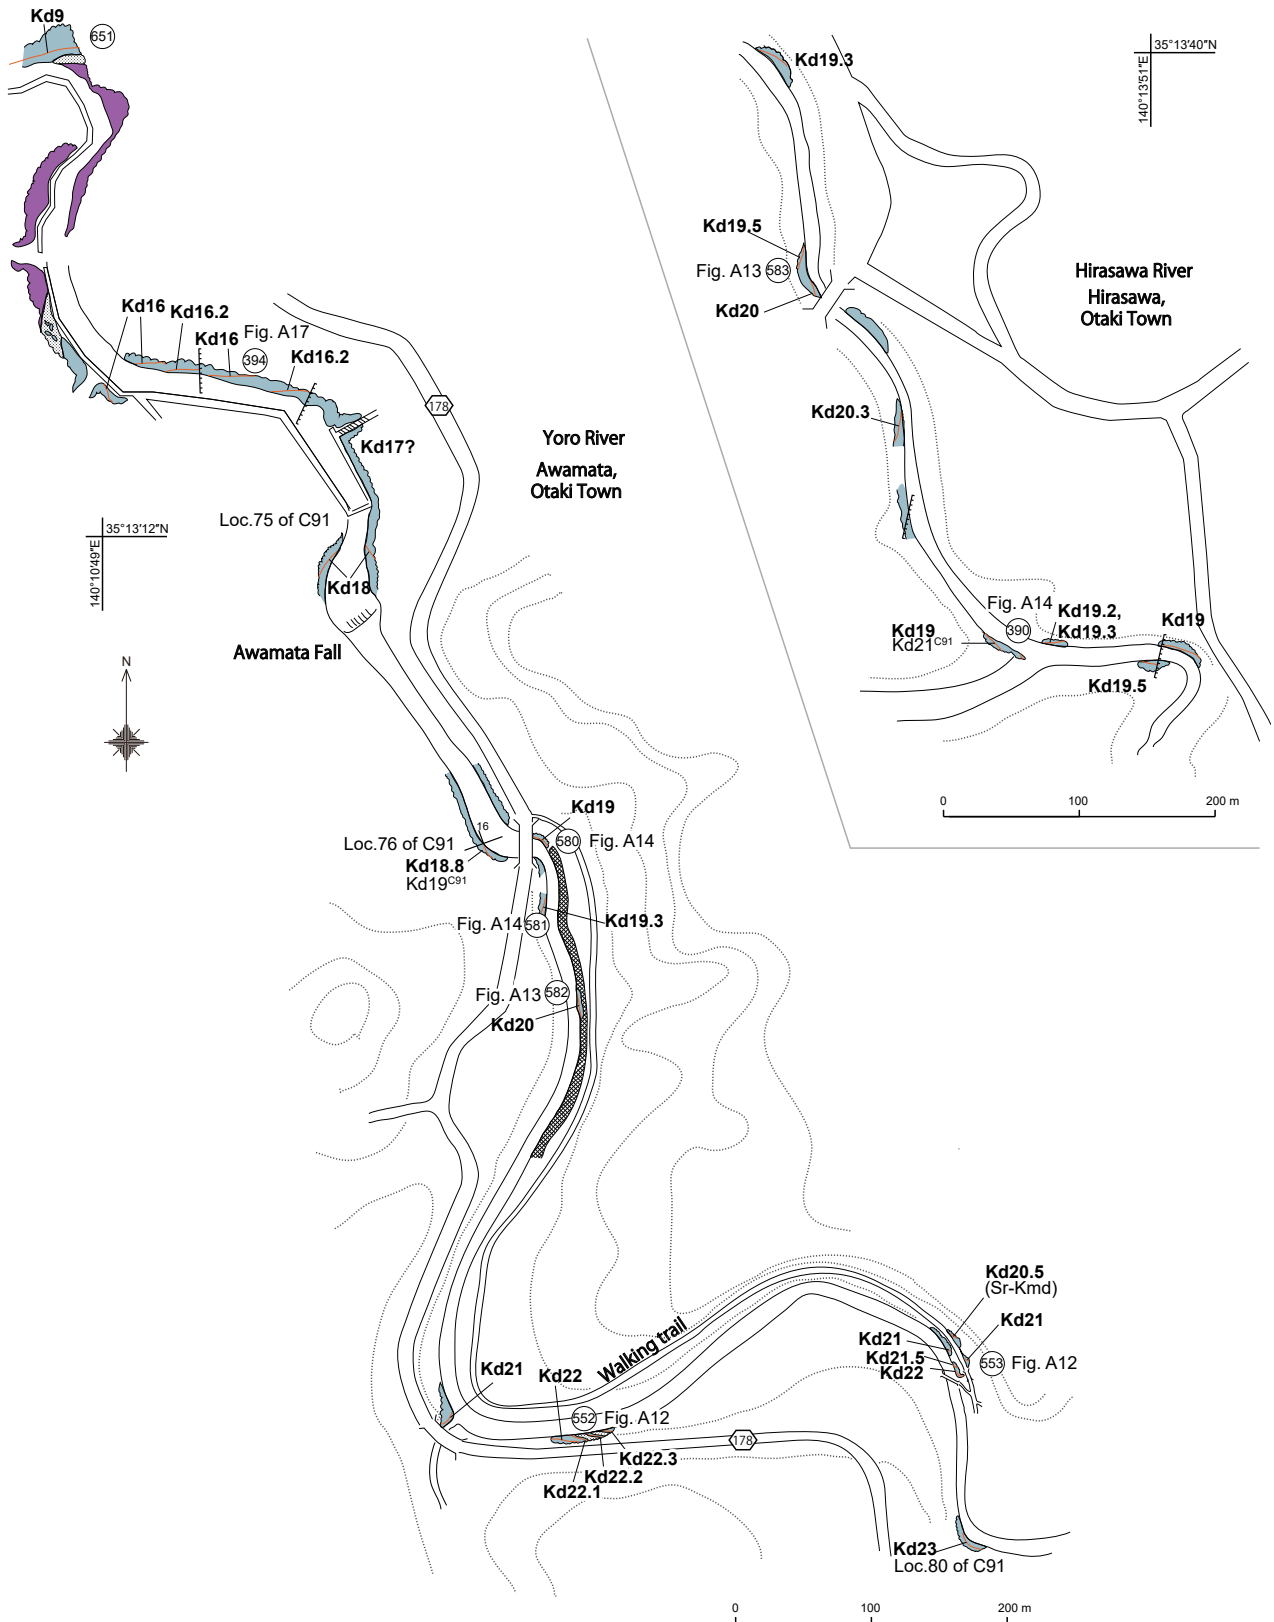 Kd9
651
Kd16
Kd16.2
Kd16
Fig. A17
394
Kd16.2
178
Kd17?
Yoro River
Awamata,
Otaki Town
Loc.75 of C91
35°13′12″N
140°10′49″E
Kd18
Awamata Fall
N
Kd19
16
Loc.76 of C91
580
Fig. A14
Kd18.8
Kd19C91
Kd19.3
Fig. A14
581
Fig. A13
582
Kd20
Walking trail
Kd20.5
(Sr-Kmd)
Kd21
Kd21
Kd21.5
Kd22
553
Fig. A12
Kd21
Kd22
552
Fig. A12
178
Kd22.3
Kd22.2
Kd22.1
Kd23
Loc.80 of C91
0
100
200 m
Kd19.3
35°13′40″N
140°13′51″E
Kd19.5
Fig. A13
583
Kd20
Hirasawa River
Hirasawa,
Otaki Town
Kd20.3
Fig. A14
390
Kd19.2,
Kd19.3
Kd19
Kd19
Kd21C91
Kd19.5
0
100
200 m